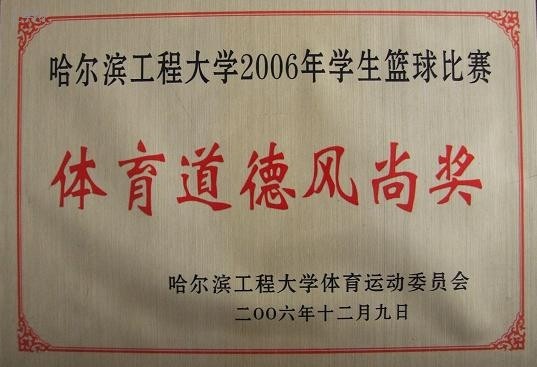 哈尔滨工程大学2006年学生篮球比赛
体育道德风尚奖
哈尔滨工程大学体育运动委员会
二OO六年十二月九日